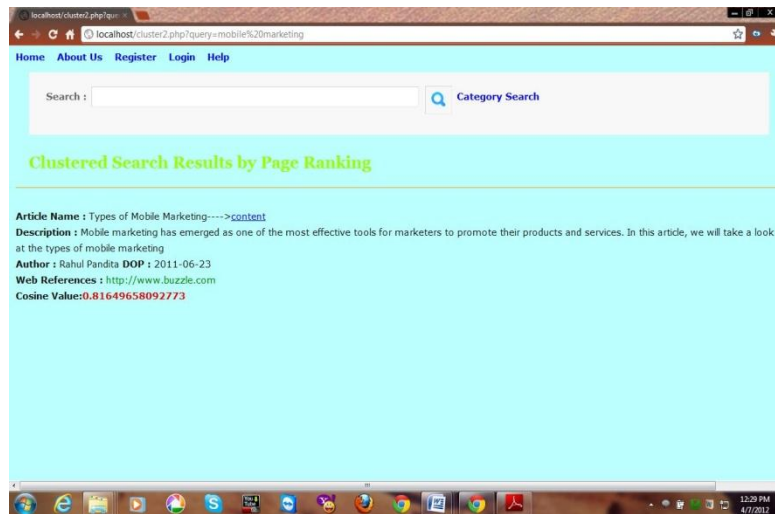 localhost/cluster2.php?que
localhost/cluster2.php?query=mobile%20marketing
Home About Us Register Login Help
Search : Category Search
Clustered Search Results by Page Ranking
Article Name : Types of Mobile Marketing---->content
Description : Mobile marketing has emerged as one of the most effective tools for marketers to promote their products and services. In this article, we will take a look
at the types of mobile marketing
Author : Rahul Pandita DOP : 2011-06-23
Web References : http://www.buzzle.com
Cosine Value:0.81649658092773
You
Tube
12:29 PM
4/7/2012